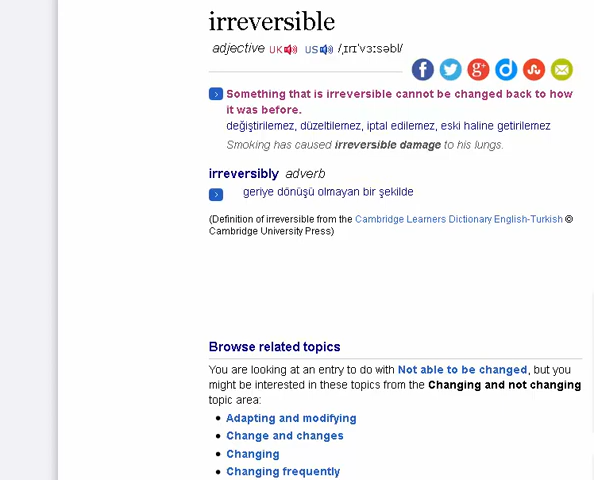 irreversible
adjective UK US /ˌɪrɪˈvɜːsəbl/
Something that is irreversible cannot be changed back to how
it was before.
değiştirilemez, düzeltilemez, iptal edilemez, eski haline getirilemez
Smoking has caused irreversible damage to his lungs.
irreversibly adverb
geriye dönüşü olmayan bir şekilde
(Definition of irreversible from the Cambridge Learners Dictionary English-Turkish ©
Cambridge University Press)
Browse related topics
You are looking at an entry to do with Not able to be changed, but you
might be interested in these topics from the Changing and not changing
topic area:
• Adapting and modifying
• Change and changes
• Changing
• Changing frequently